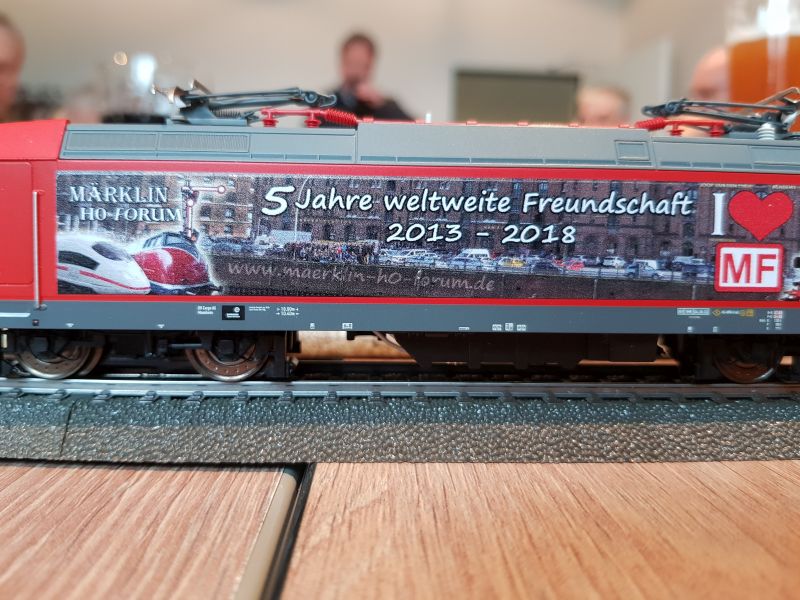 MÄRKLIN
H0-FORUM
5 Jahre weltweite Freundschaft
2013 - 2018
www.maerklin-h0-forum.de
I
MF